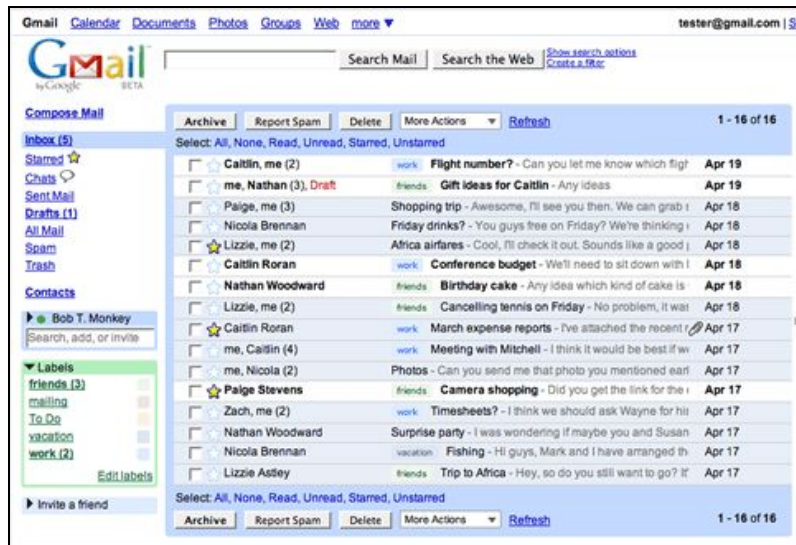 Gmail Calendar Documents Photos Groups Web more ▼ tester@gmail.com | S
Gmail
by Google BETA
Search Mail Search the Web Show search options
Create a filter
Compose Mail
Inbox (5)
Starred
Chats
Sent Mail
Drafts (1)
All Mail
Spam
Trash
Contacts
Bob T. Monkey
Search, add, or invite
Labels
friends (3)
mailing
To Do
vacation
work (2)
Edit labels
Invite a friend
Archive Report Spam Delete More Actions Refresh 1 - 16 of 16
Select: All, None, Read, Unread, Starred, Unstarred
Caitlin, me (2) work Flight number? - Can you let me know which fligh Apr 19
me, Nathan (3), Draft friends Gift ideas for Caitlin - Any ideas Apr 19
Paige, me (3) Shopping trip - Awesome, I'll see you then. We can grab Apr 18
Nicola Brennan Friday drinks? - You guys free on Friday? We're thinking Apr 18
Lizzie, me (2) Africa airfares - Cool, I'll check it out. Sounds like a good Apr 18
Caitlin Roran work Conference budget - We'll need to sit down with Apr 18
Nathan Woodward friends Birthday cake - Any idea which kind of cake is Apr 18
Lizzie, me (2) friends Cancelling tennis on Friday - No problem, it was Apr 18
Caitlin Roran work March expense reports - I've attached the recent Apr 17
me, Caitlin (4) work Meeting with Mitchell - I think it would be best if Apr 17
me, Nicola (2) Photos - Can you send me that photo you mentioned earl Apr 17
Paige Stevens friends Camera shopping - Did you get the link for the Apr 17
Zach, me (2) work Timesheets? - I think we should ask Wayne for his Apr 17
Nathan Woodward Surprise party - I was wondering if maybe you and Susan Apr 17
Nicola Brennan vacation Fishing - Hi guys, Mark and I have arranged th Apr 17
Lizzie Astley friends Trip to Africa - Hey, so do you still want to go? Apr 17
Select: All, None, Read, Unread, Starred, Unstarred
Archive Report Spam Delete More Actions Refresh 1 - 16 of 16